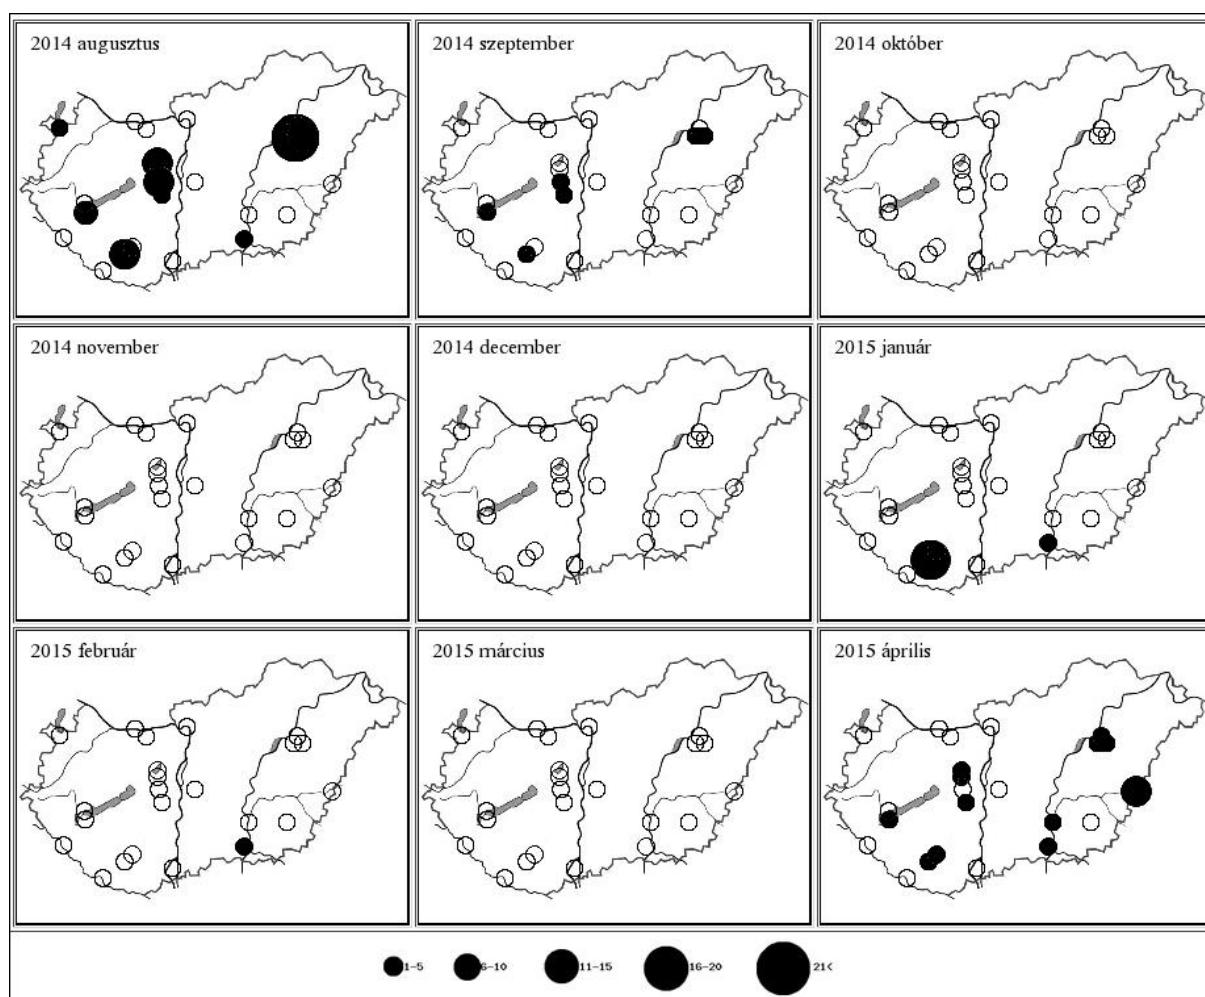 2014 augusztus
2014 szeptember
2014 október
2014 november
2014 december
2015 január
2015 február
2015 március
2015 április
1-5
6-10
11-15
16-20
21<